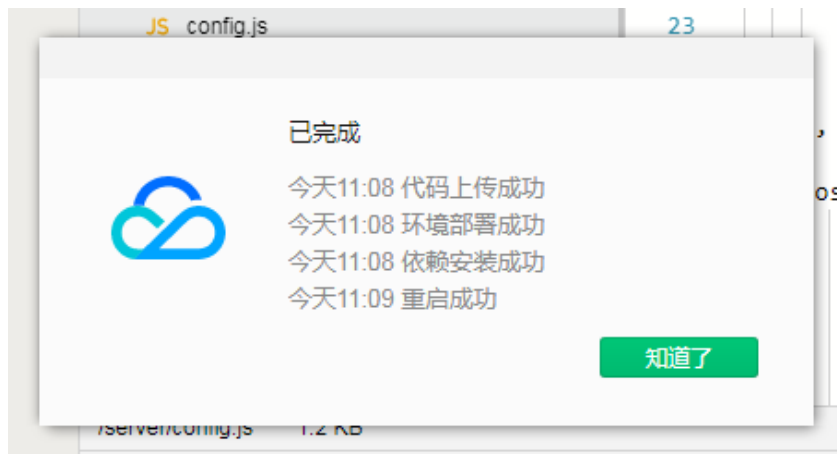 JS config.js
23
已完成
今天11:08 代码上传成功
今天11:08 环境部署成功
今天11:08 依赖安装成功
今天11:09 重启成功
知道了
/server/config.js 1.2 KB